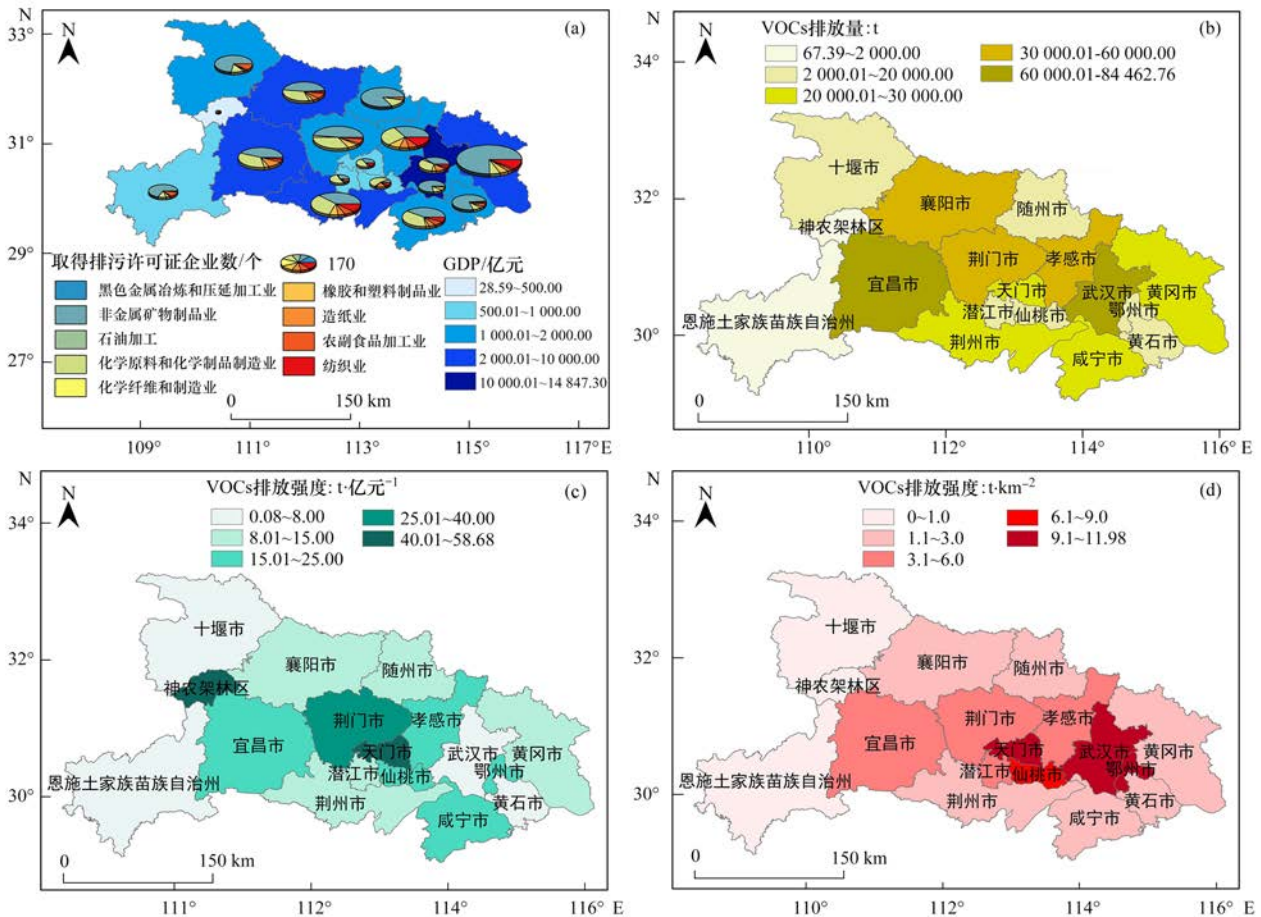 N
N
(a)
33°
31°
29°
27°
取得排污许可证企业数/个
170
GDP/亿元
黑色金属冶炼和压延加工业
非金属矿物制品业
石油加工
化学原料和化学制品制造业
化学纤维和制造业
橡胶和塑料制品业
造纸业
农副食品加工业
纺织业
28.59~500.00
500.01~1 000.00
1 000.01~2 000.00
2 000.01~10 000.00
10 000.01~14 847.30
0
150 km
109°
111°
113°
115°
117° E
N
N
(b)
VOCs排放量: t
67.39~2 000.00
2 000.01~20 000.00
20 000.01~30 000.00
30 000.01-60 000.00
60 000.01-84 462.76
34°
32°
30°
十堰市
襄阳市
随州市
神农架林区
荆门市
孝感市
宜昌市
天门市
武汉市
黄冈市
潜江市
仙桃市
鄂州市
恩施土家族苗族自治州
荆州市
黄石市
咸宁市
0
150 km
110°
112°
114°
116° E
N
N
(c)
VOCs排放强度: t·亿元⁻¹
0.08~8.00
8.01~15.00
15.01~25.00
25.01~40.00
40.01~58.68
34°
32°
30°
十堰市
襄阳市
随州市
神农架林区
荆门市
孝感市
宜昌市
天门市
武汉市
黄冈市
潜江市
仙桃市
鄂州市
恩施土家族苗族自治州
荆州市
黄石市
咸宁市
0
150 km
111°
112°
114°
116° E
N
N
(d)
VOCs排放强度: t·km⁻²
0~1.0
1.1~3.0
3.1~6.0
6.1~9.0
9.1~11.98
34°
32°
30°
十堰市
襄阳市
随州市
神农架林区
荆门市
孝感市
宜昌市
天门市
武汉市
黄冈市
潜江市
仙桃市
鄂州市
恩施土家族苗族自治州
荆州市
黄石市
咸宁市
0
150 km
110°
112°
114°
116° E